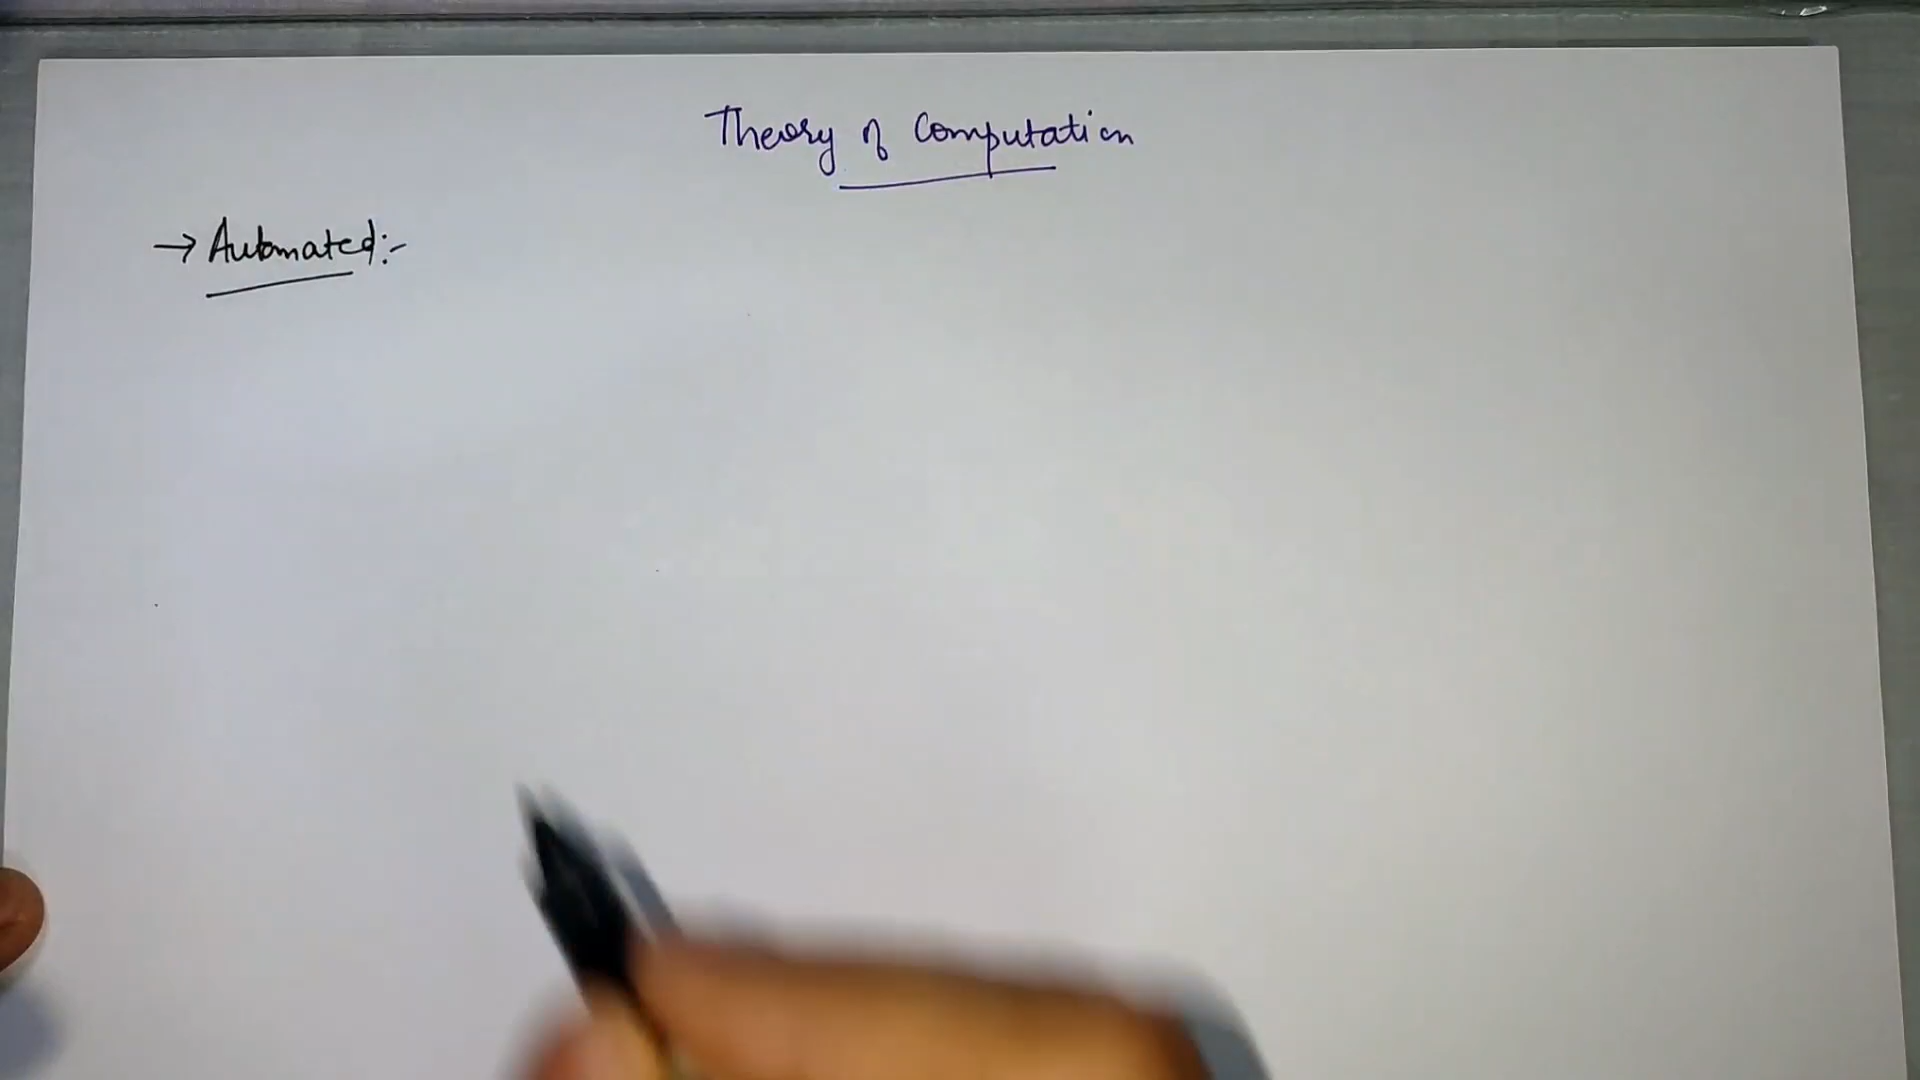 Theory of Computation
→ Automated:-